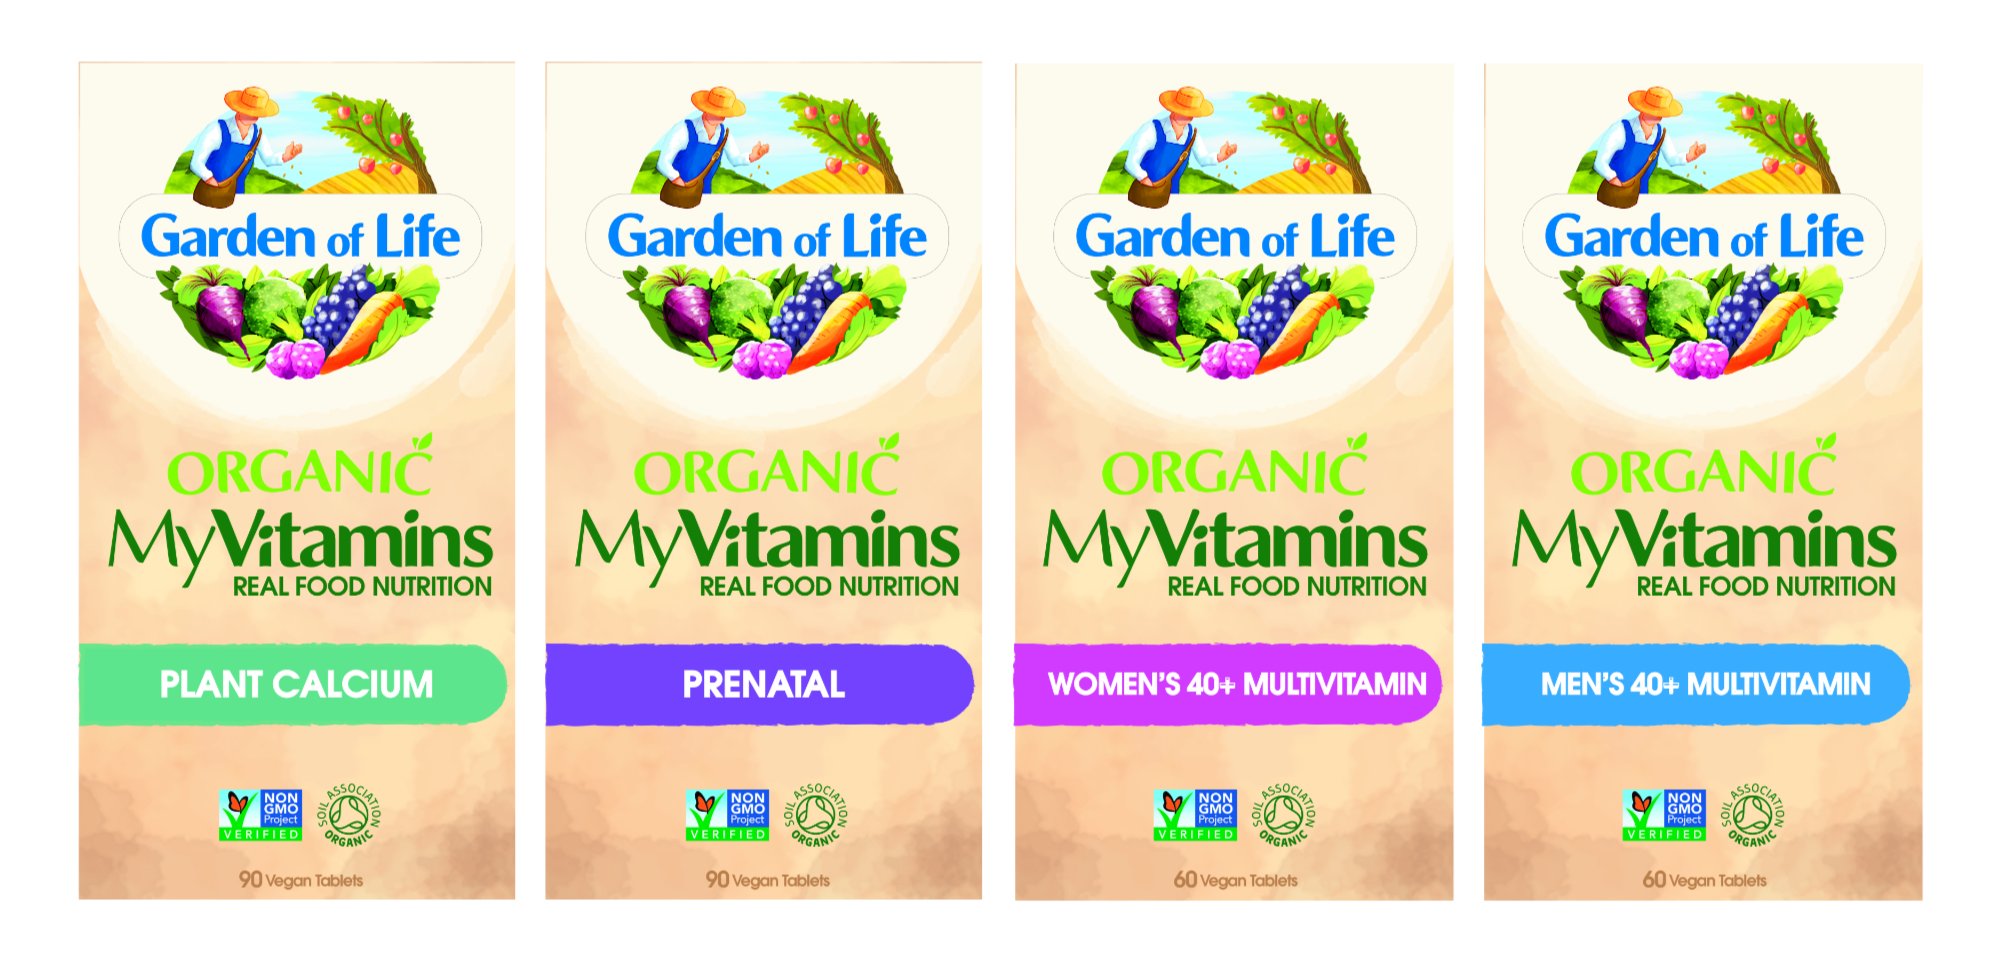 Garden of Life
ORGANIC
MyVitamins
REAL FOOD NUTRITION
PLANT CALCIUM
NON
GMO
Project
VERIFIED
SOIL ASSOCIATION
ORGANIC
90 Vegan Tablets
Garden of Life
ORGANIC
MyVitamins
REAL FOOD NUTRITION
PRENATAL
NON
GMO
Project
VERIFIED
SOIL ASSOCIATION
ORGANIC
90 Vegan Tablets
Garden of Life
ORGANIC
MyVitamins
REAL FOOD NUTRITION
WOMEN'S 40+ MULTIVITAMIN
NON
GMO
Project
VERIFIED
SOIL ASSOCIATION
ORGANIC
60 Vegan Tablets
Garden of Life
ORGANIC
MyVitamins
REAL FOOD NUTRITION
MEN'S 40+ MULTIVITAMIN
NON
GMO
Project
VERIFIED
SOIL ASSOCIATION
ORGANIC
60 Vegan Tablets